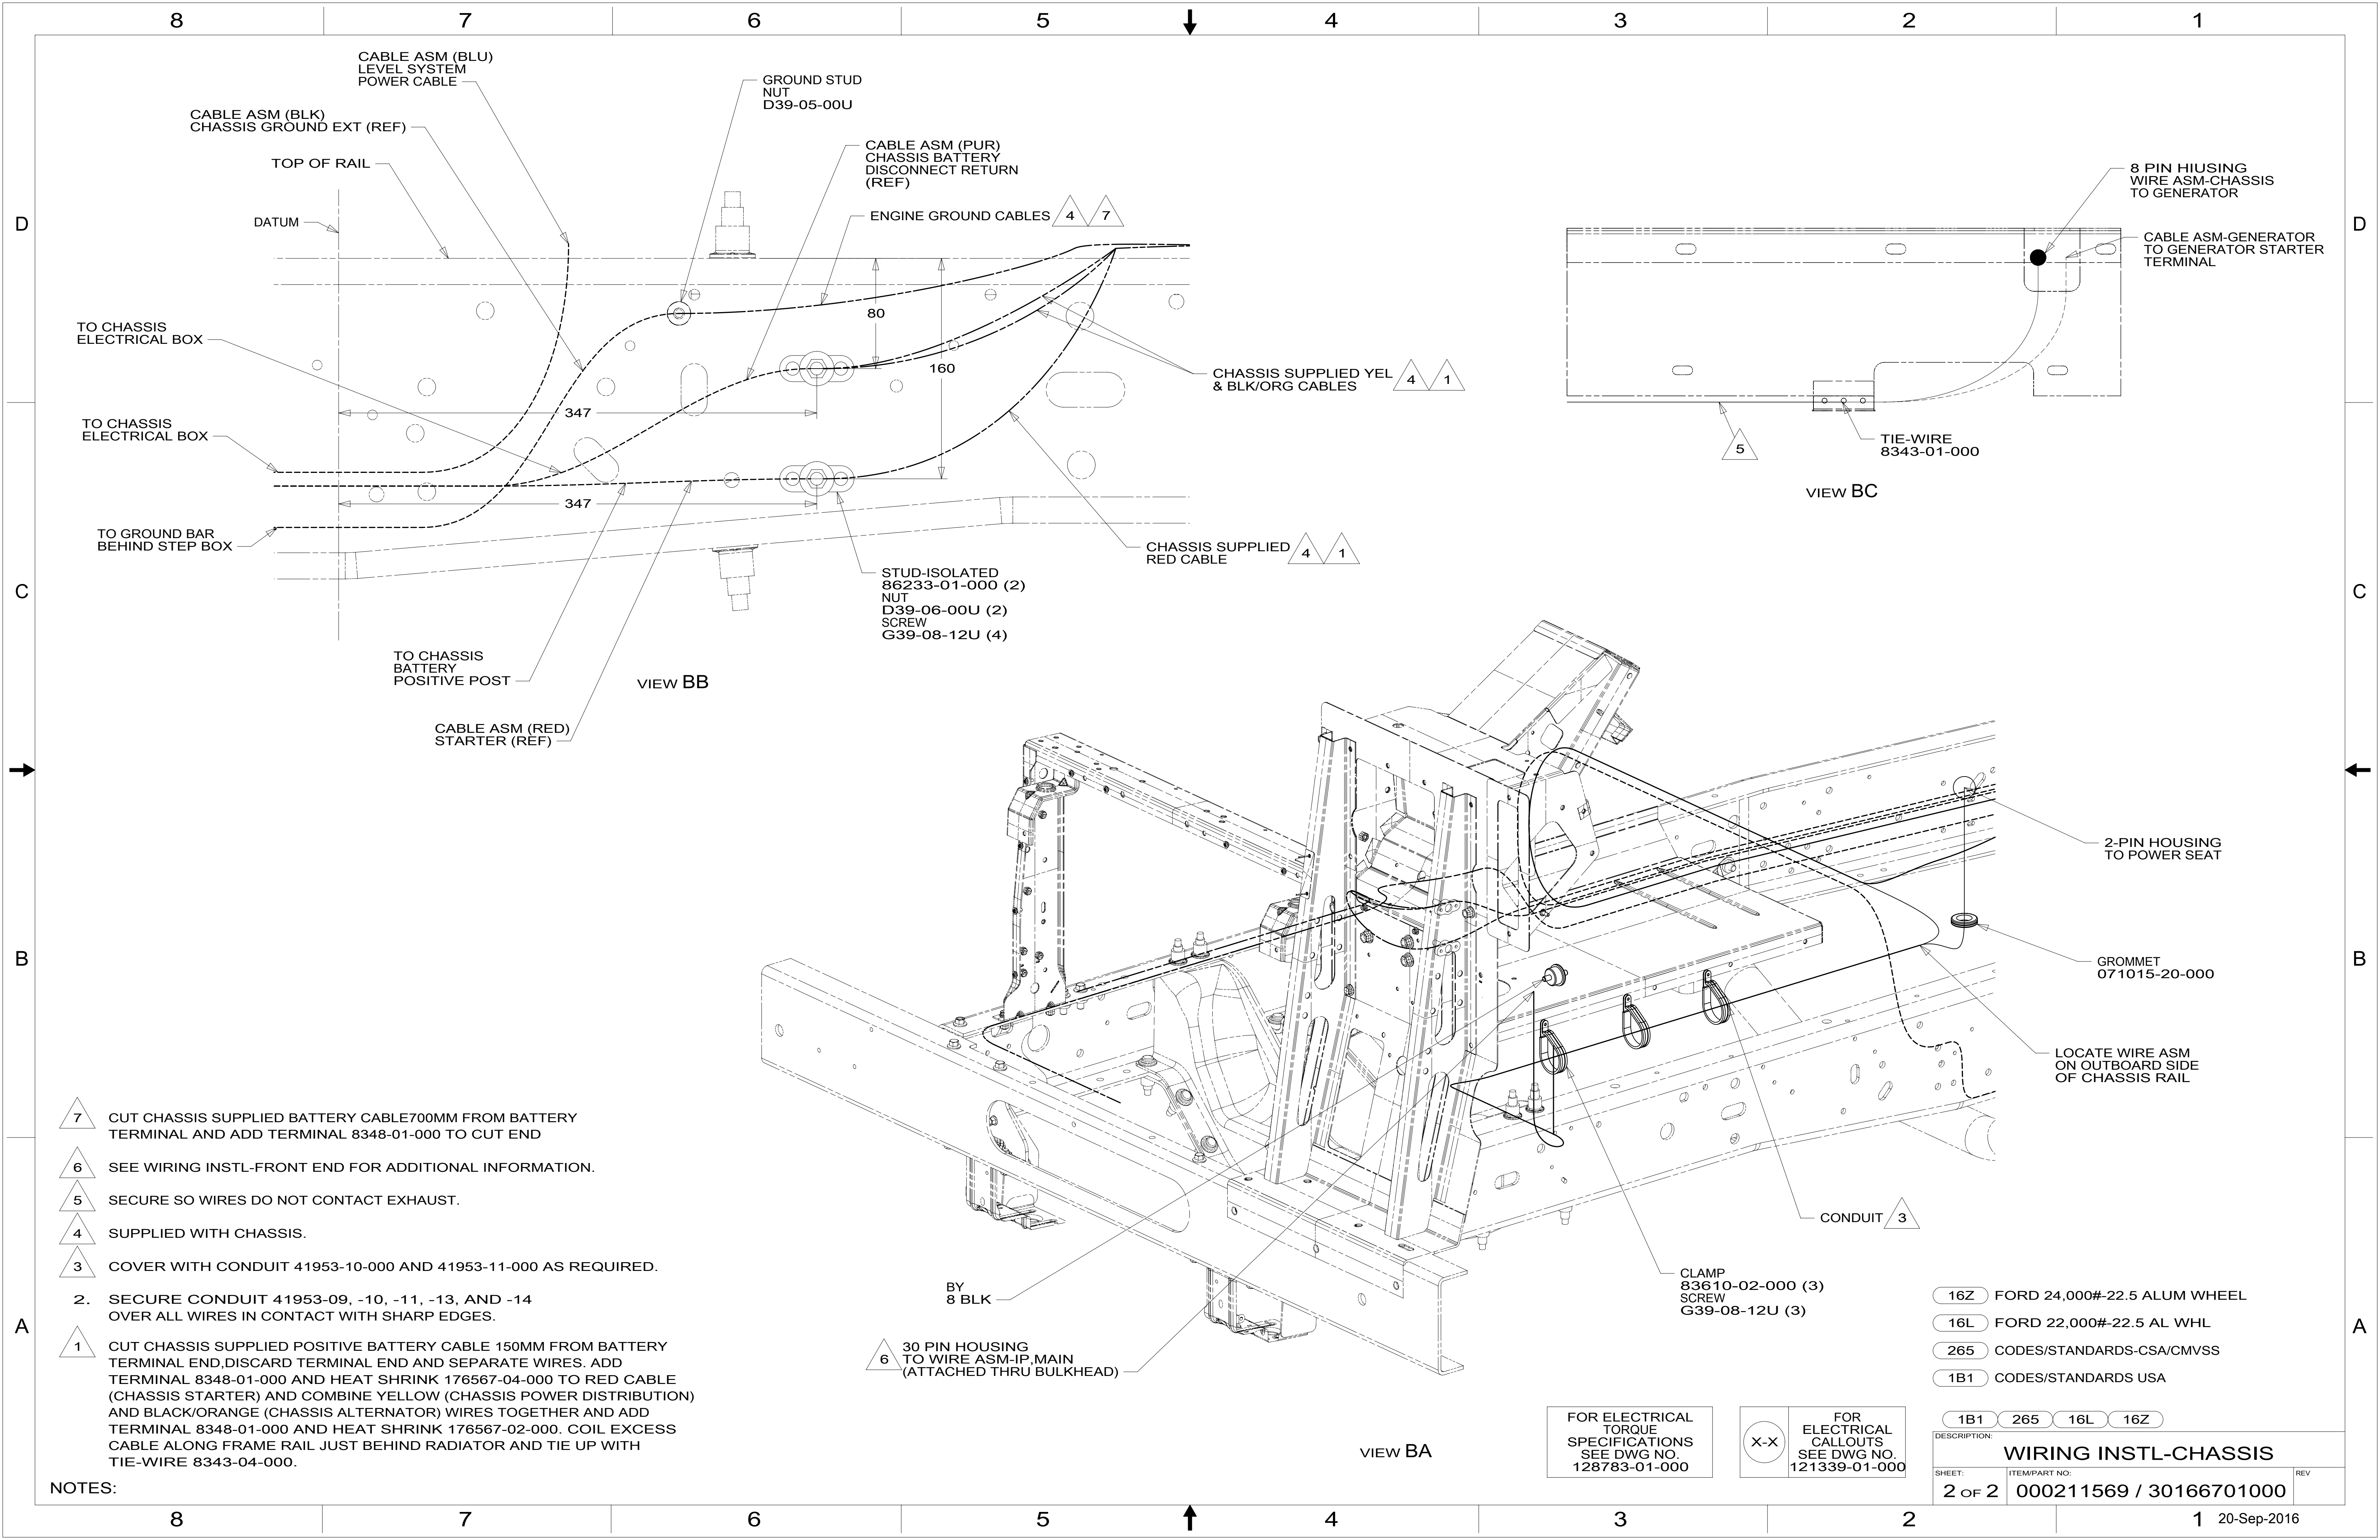 8 7 6 5 4 3 2 1
CABLE ASM (BLU)
LEVEL SYSTEM
POWER CABLE
CABLE ASM (BLK)
CHASSIS GROUND EXT (REF)
TOP OF RAIL
DATUM
GROUND STUD
NUT
D39-05-00U
CABLE ASM (PUR)
CHASSIS BATTERY
DISCONNECT RETURN
(REF)
ENGINE GROUND CABLES 4 7
D
D
TO CHASSIS
ELECTRICAL BOX
TO CHASSIS
ELECTRICAL BOX
TO GROUND BAR
BEHIND STEP BOX
80
160
347
347
CHASSIS SUPPLIED YEL
& BLK/ORG CABLES 4 1
CHASSIS SUPPLIED
RED CABLE 4 1
STUD-ISOLATED
86233-01-000 (2)
NUT
D39-06-00U (2)
SCREW
G39-08-12U (4)
TO CHASSIS
BATTERY
POSITIVE POST
CABLE ASM (RED)
STARTER (REF)
VIEW BB
8 PIN HIUSING
WIRE ASM-CHASSIS
TO GENERATOR
CABLE ASM-GENERATOR
TO GENERATOR STARTER
TERMINAL
5
TIE-WIRE
8343-01-000
VIEW BC
C
C
2-PIN HOUSING
TO POWER SEAT
GROMMET
071015-20-000
LOCATE WIRE ASM
ON OUTBOARD SIDE
OF CHASSIS RAIL
CONDUIT 3
CLAMP
83610-02-000 (3)
SCREW
G39-08-12U (3)
BY
8 BLK
6
30 PIN HOUSING
TO WIRE ASM-IP,MAIN
(ATTACHED THRU BULKHEAD)
VIEW BA
B
B
7 CUT CHASSIS SUPPLIED BATTERY CABLE700MM FROM BATTERY
TERMINAL AND ADD TERMINAL 8348-01-000 TO CUT END
6 SEE WIRING INSTL-FRONT END FOR ADDITIONAL INFORMATION.
5 SECURE SO WIRES DO NOT CONTACT EXHAUST.
4 SUPPLIED WITH CHASSIS.
3 COVER WITH CONDUIT 41953-10-000 AND 41953-11-000 AS REQUIRED.
2. SECURE CONDUIT 41953-09, -10, -11, -13, AND -14
OVER ALL WIRES IN CONTACT WITH SHARP EDGES.
1 CUT CHASSIS SUPPLIED POSITIVE BATTERY CABLE 150MM FROM BATTERY
TERMINAL END,DISCARD TERMINAL END AND SEPARATE WIRES. ADD
TERMINAL 8348-01-000 AND HEAT SHRINK 176567-04-000 TO RED CABLE
(CHASSIS STARTER) AND COMBINE YELLOW (CHASSIS POWER DISTRIBUTION)
AND BLACK/ORANGE (CHASSIS ALTERNATOR) WIRES TOGETHER AND ADD
TERMINAL 8348-01-000 AND HEAT SHRINK 176567-02-000. COIL EXCESS
CABLE ALONG FRAME RAIL JUST BEHIND RADIATOR AND TIE UP WITH
TIE-WIRE 8343-04-000.
NOTES:
A
A
16Z FORD 24,000#-22.5 ALUM WHEEL
16L FORD 22,000#-22.5 AL WHL
265 CODES/STANDARDS-CSA/CMVSS
1B1 CODES/STANDARDS USA
1B1 265 16L 16Z
FOR ELECTRICAL
TORQUE
SPECIFICATIONS
SEE DWG NO.
128783-01-000
X-X
FOR
ELECTRICAL
CALLOUTS
SEE DWG NO.
121339-01-000
DESCRIPTION:
WIRING INSTL-CHASSIS
SHEET:
2 OF 2
ITEM/PART NO:
000211569 / 30166701000
REV
8 7 6 5 4 3 2 1
20-Sep-2016